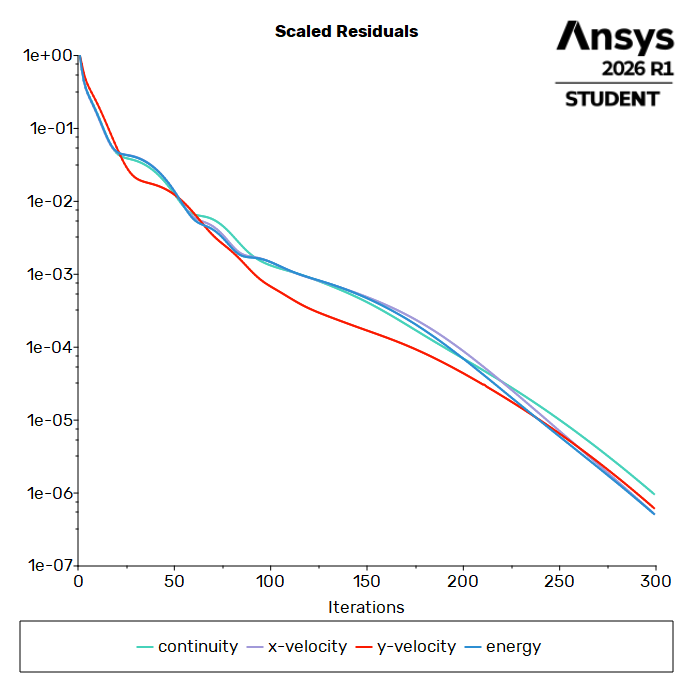 Scaled Residuals
Ansys
2026 R1
STUDENT
1e+00
1e-01
1e-02
1e-03
1e-04
1e-05
1e-06
1e-07
0 50 100 150 200 250 300
Iterations
continuity x-velocity y-velocity energy